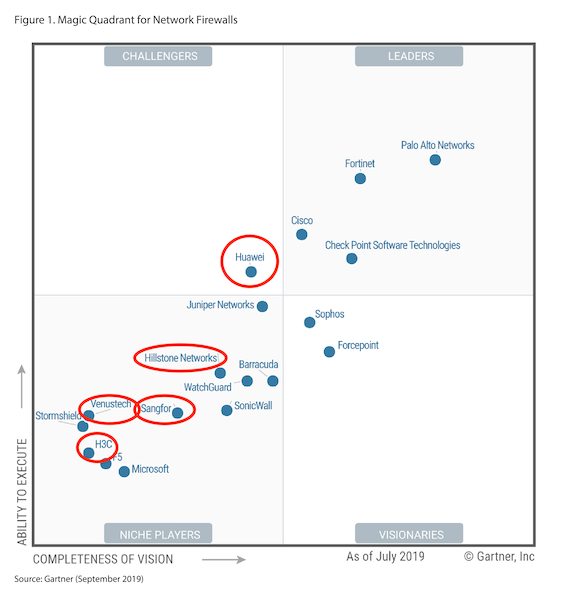 Figure 1. Magic Quadrant for Network Firewalls
CHALLENGERS
LEADERS
Palo Alto Networks
Fortinet
Cisco
Check Point Software Technologies
Huawei
Juniper Networks
Sophos
Forcepoint
Hillstone Networks
Barracuda
WatchGuard
Venustech
Sangfor
SonicWall
Stormshield
H3C
F5
Microsoft
ABILITY TO EXECUTE
NICHE PLAYERS
VISIONARIES
COMPLETENESS OF VISION
As of July 2019
© Gartner, Inc
Source: Gartner (September 2019)